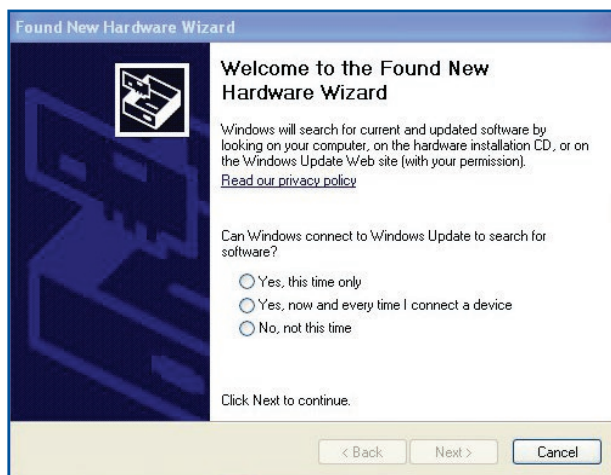 Found New Hardware Wizard
Welcome to the Found New
Hardware Wizard
Windows will search for current and updated software by
looking on your computer, on the hardware installation CD, or on
the Windows Update Web site (with your permission).
Read our privacy policy
Can Windows connect to Windows Update to search for
software?
Yes, this time only
Yes, now and every time I connect a device
No, not this time
Click Next to continue.
< Back Next > Cancel